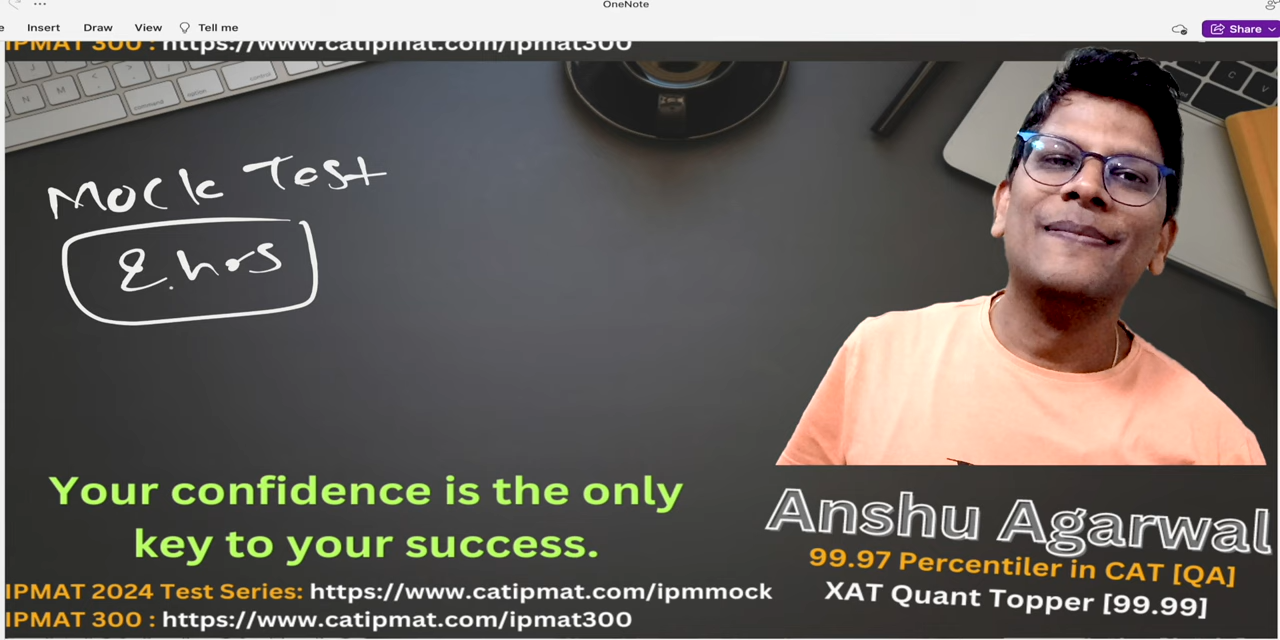 OneNote
Insert Draw View Tell me
Share
IPMAT 300 : https://www.catipmat.com/ipmat300
Mock Test
2 hrs
Your confidence is the only
key to your success.
Anshu Agarwal
99.97 Percentiler in CAT [QA]
XAT Quant Topper [99.99]
IPMAT 2024 Test Series: https://www.catipmat.com/ipmmock
IPMAT 300 : https://www.catipmat.com/ipmat300